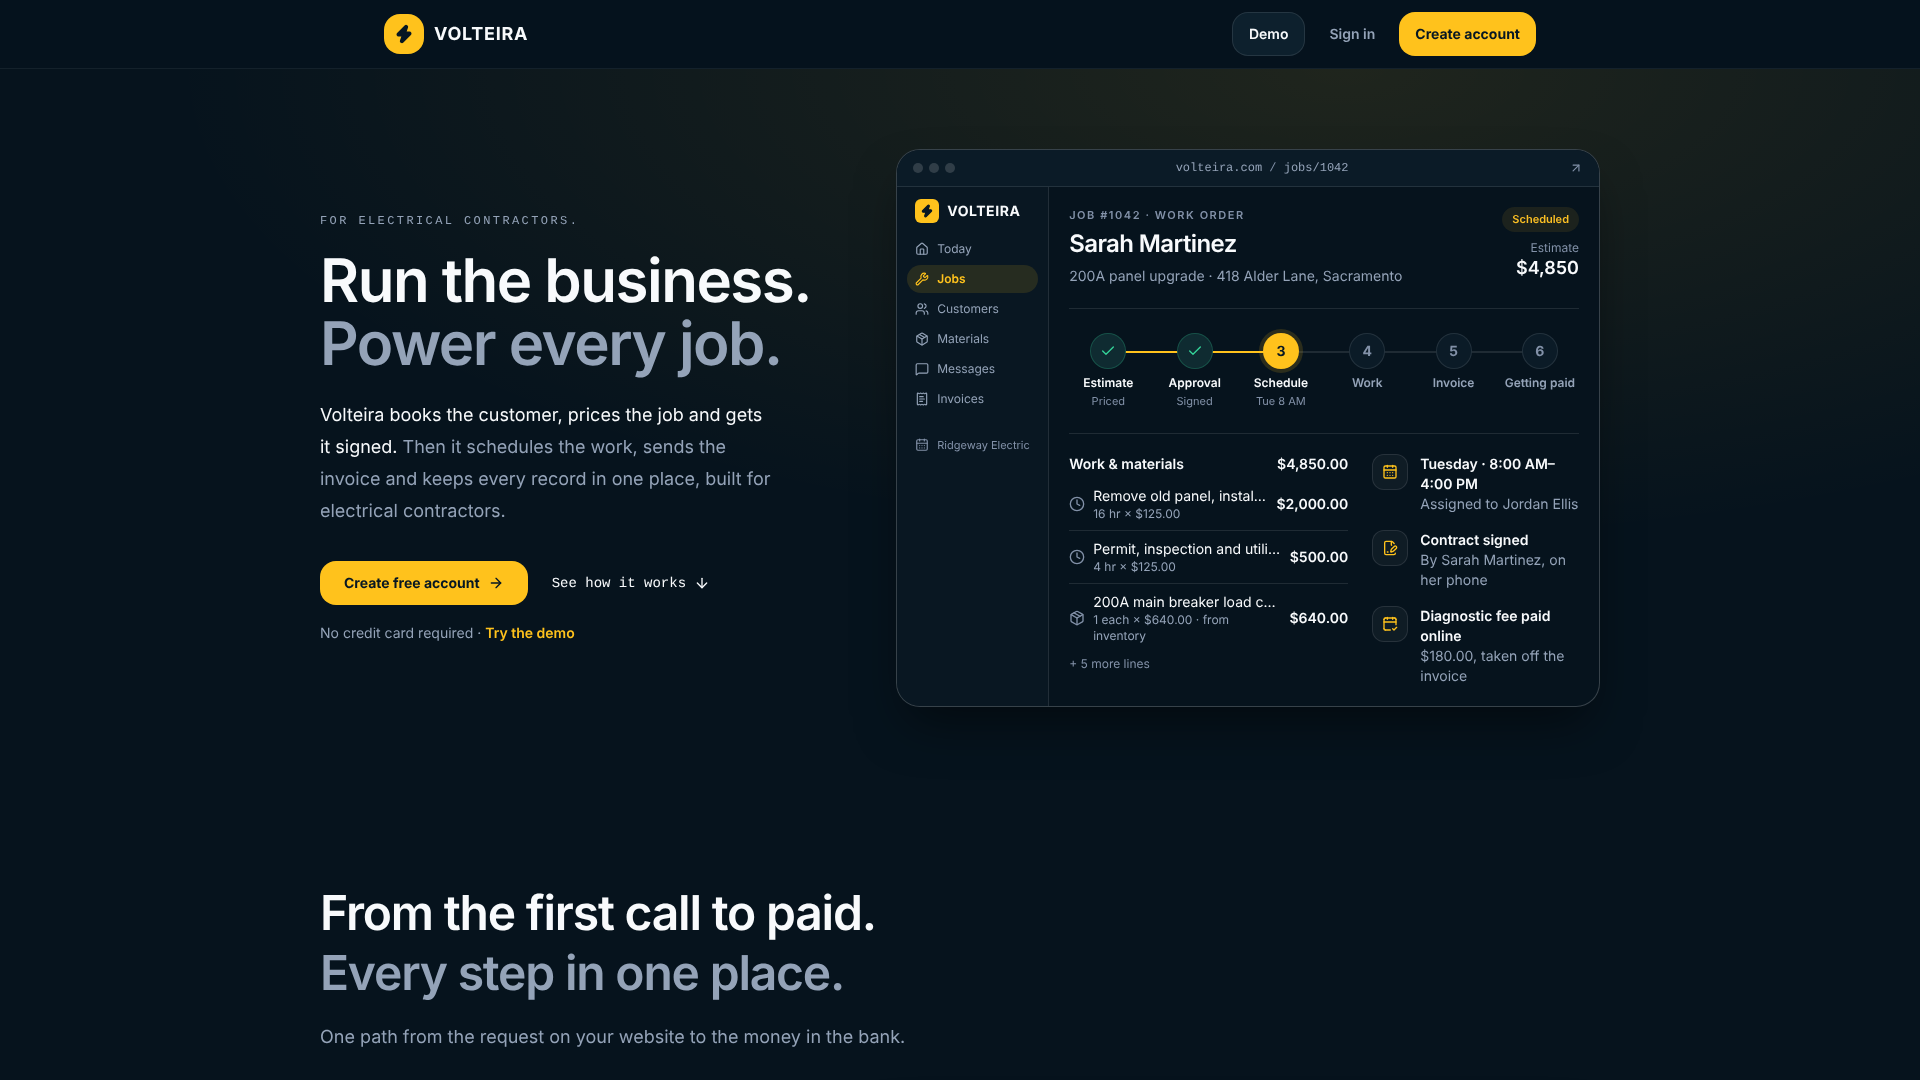 VOLTEIRA
Demo
Sign in
Create account
FOR ELECTRICAL CONTRACTORS.
Run the business.
Power every job.
Volteira books the customer, prices the job and gets
it signed. Then it schedules the work, sends the
invoice and keeps every record in one place, built for
electrical contractors.
Create free account
See how it works
No credit card required · Try the demo
volteira.com / jobs/1042
VOLTEIRA
Today
Jobs
Customers
Materials
Messages
Invoices
Ridgeway Electric
JOB #1042 · WORK ORDER
Sarah Martinez
200A panel upgrade · 418 Alder Lane, Sacramento
Scheduled
Estimate
$4,850
3
4
5
6
Estimate
Approval
Schedule
Work
Invoice
Getting paid
Priced
Signed
Tue 8 AM
Work & materials
$4,850.00
Remove old panel, instal...
16 hr × $125.00
$2,000.00
Permit, inspection and utili...
4 hr × $125.00
$500.00
200A main breaker load c...
1 each × $640.00 · from
inventory
$640.00
+ 5 more lines
Tuesday · 8:00 AM–
4:00 PM
Assigned to Jordan Ellis
Contract signed
By Sarah Martinez, on
her phone
Diagnostic fee paid
online
$180.00, taken off the
invoice
From the first call to paid.
Every step in one place.
One path from the request on your website to the money in the bank.